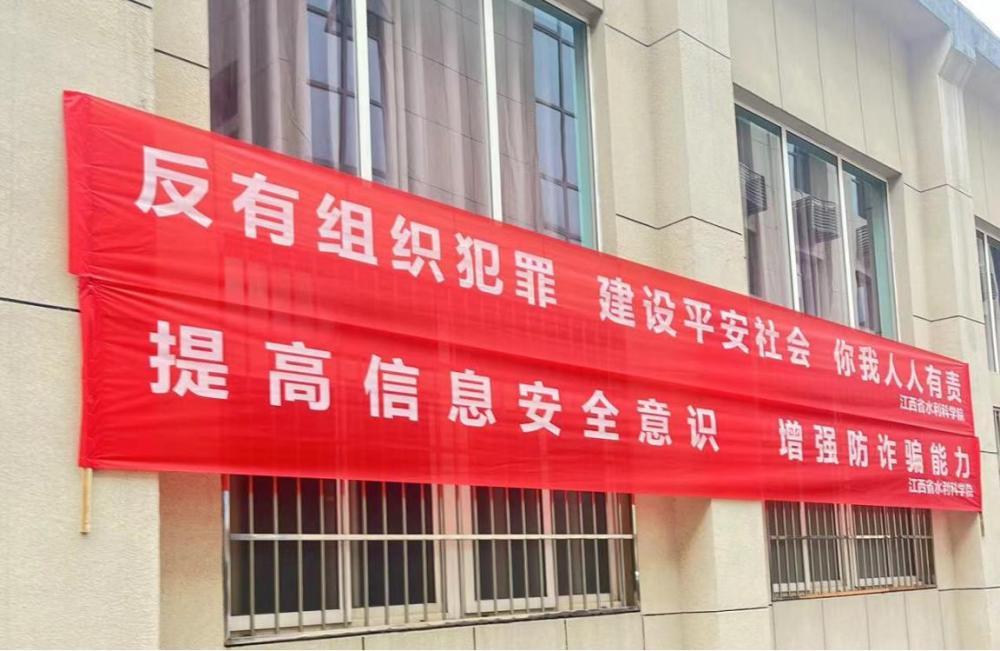 反有组织犯罪 建设平安社会 你我人人有责
江西省水利科学院
提高信息安全意识 增强防诈骗能力
江西省水利科学院